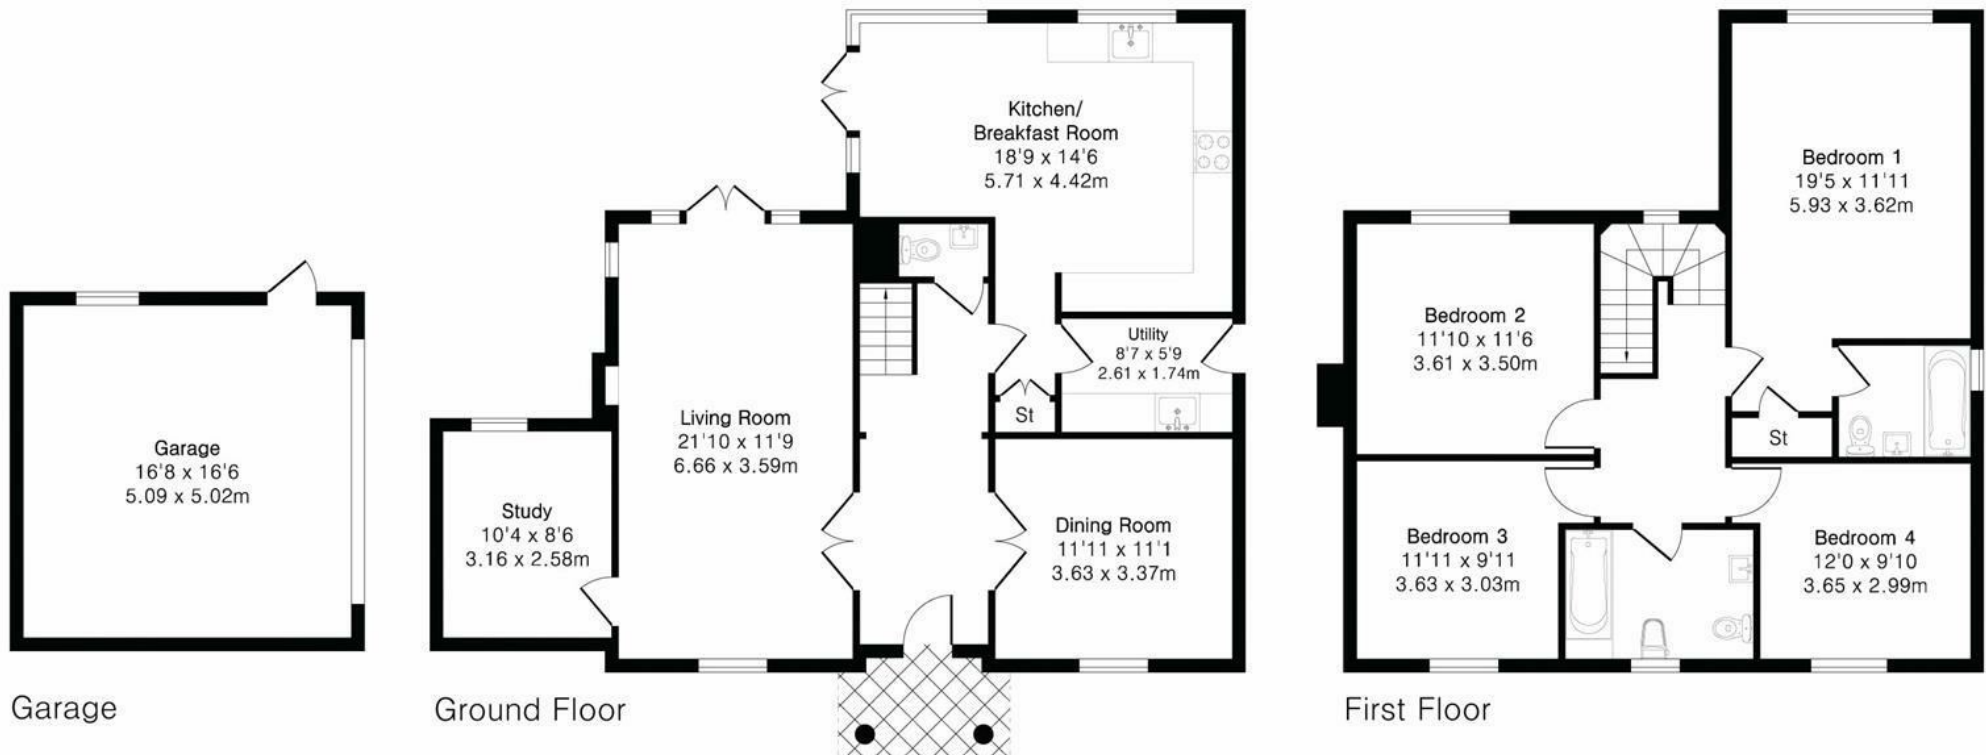 Garage
16'8 x 16'6
5.09 x 5.02m
Garage
Kitchen/
Breakfast Room
18'9 x 14'6
5.71 x 4.42m
Utility
8'7 x 5'9
2.61 x 1.74m
St
Living Room
21'10 x 11'9
6.66 x 3.59m
Study
10'4 x 8'6
3.16 x 2.58m
Dining Room
11'11 x 11'1
3.63 x 3.37m
Ground Floor
Bedroom 1
19'5 x 11'11
5.93 x 3.62m
Bedroom 2
11'10 x 11'6
3.61 x 3.50m
St
Bedroom 3
11'11 x 9'11
3.63 x 3.03m
Bedroom 4
12'0 x 9'10
3.65 x 2.99m
First Floor